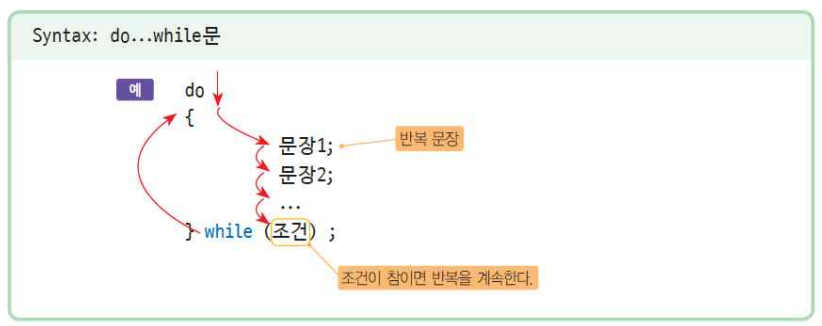 Syntax: do...while문
예 do
{
문장1; 반복 문장
문장2;
...
} while (조건) ;
조건이 참이면 반복을 계속한다.